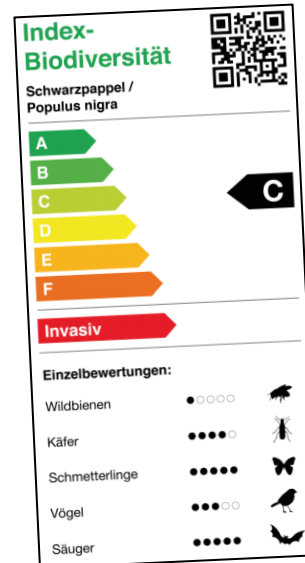 Index-
Biodiversität
Schwarzpappel /
Populus nigra
A
B
C
C
D
E
F
Invasiv
Einzelbewertungen:
Wildbienen
Käfer
Schmetterlinge
Vögel
Säuger